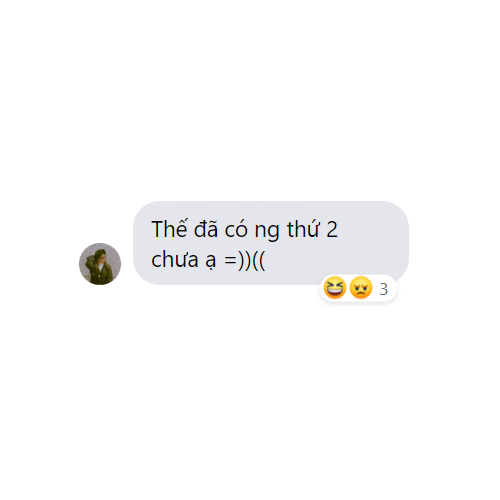 Thế đã có ng thứ 2
chưa ạ =))((
3